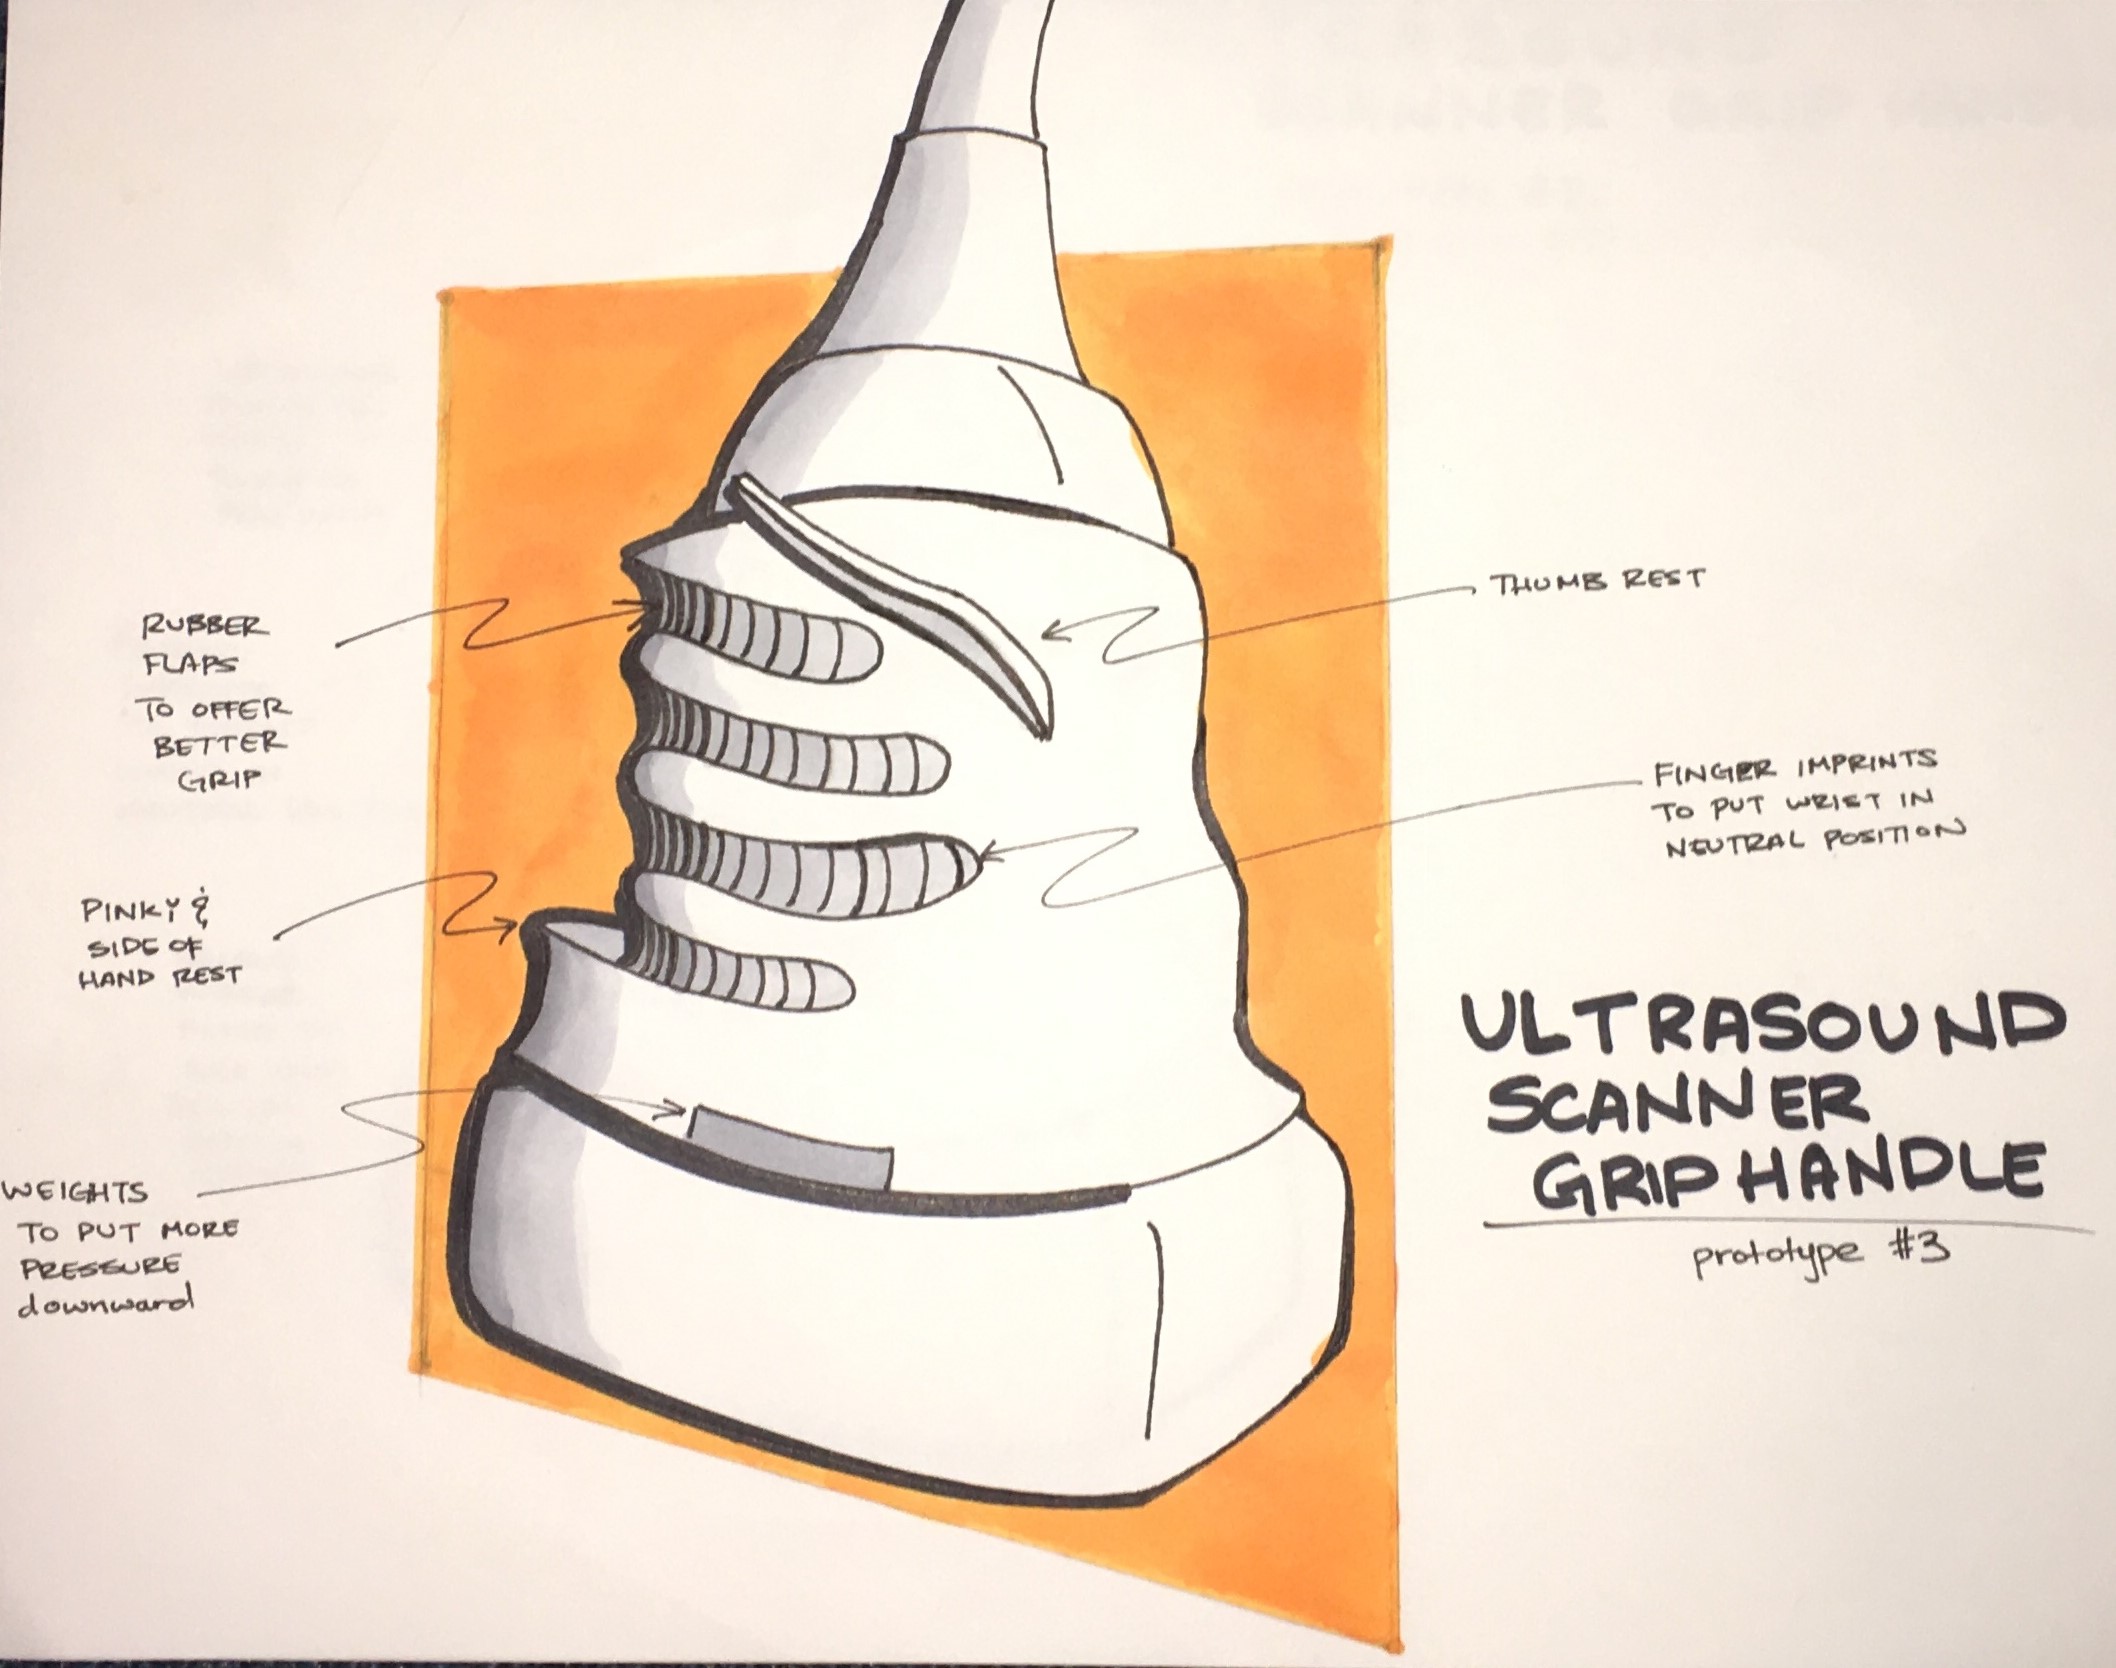 RUBBER
FLAPS
TO OFFER
BETTER
GRIP
PINKY &
SIDE OF
HAND REST
WEIGHTS
TO PUT MORE
PRESSURE
downward
THUMB REST
FINGER IMPRINTS
TO PUT WRIST IN
NEUTRAL POSITION
ULTRASOUND
SCANNER
GRIP HANDLE
prototype #3